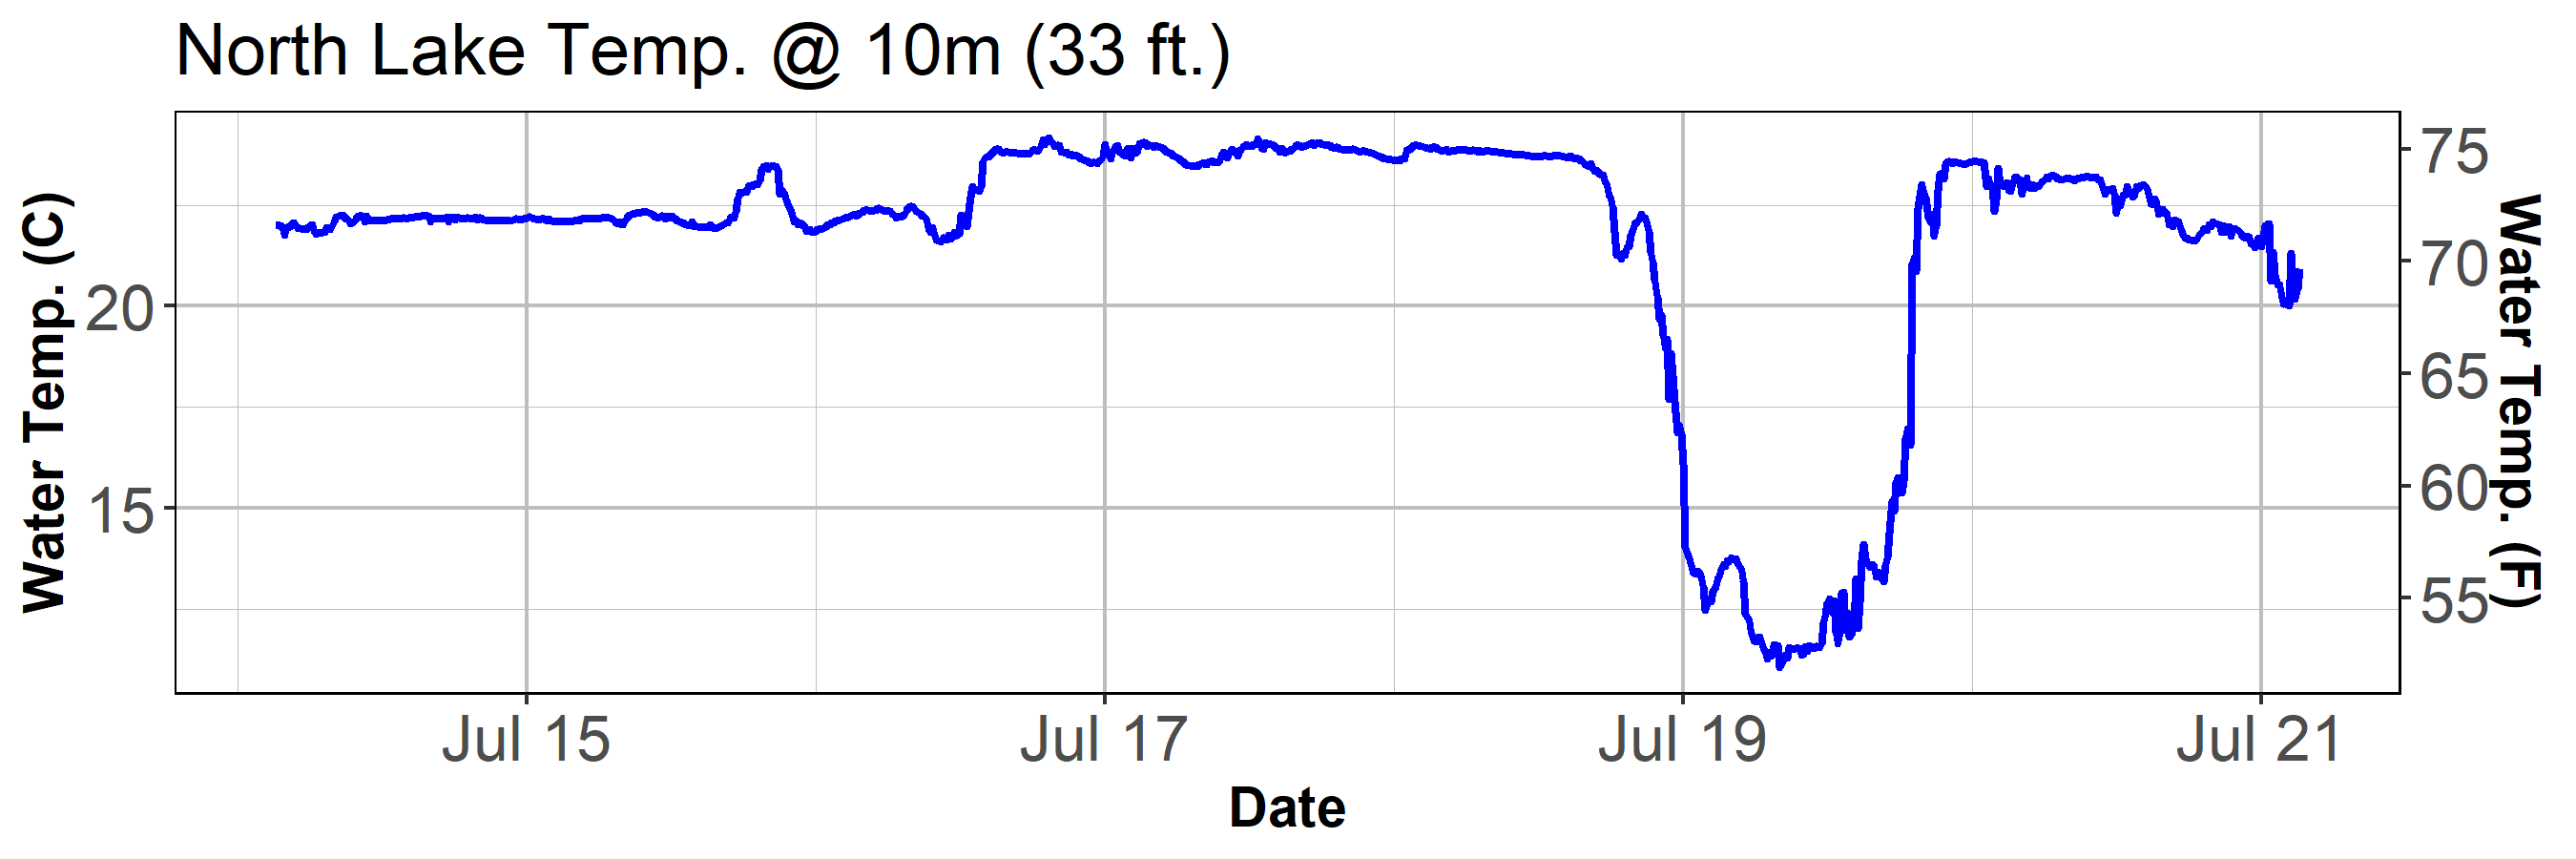 North Lake Temp. @ 10m (33 ft.)
Water Temp. (C)
20
15
75
70
65
60
55
Water Temp. (F)
Jul 15
Jul 17
Jul 19
Jul 21
Date